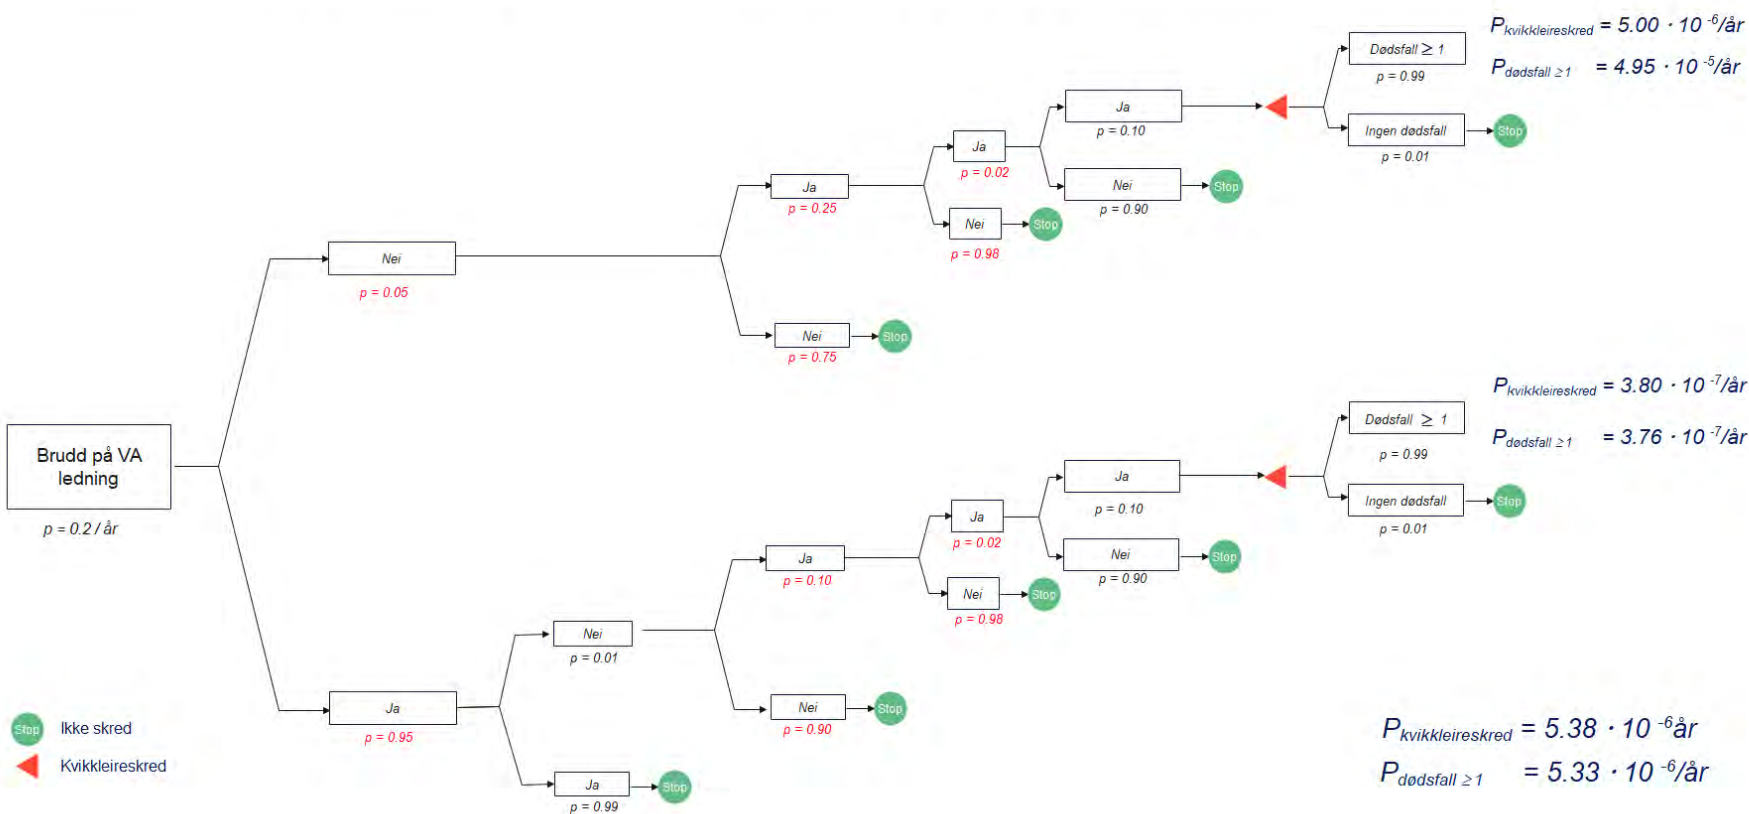 P kvikkleireskred = 5.00 · 10 -6/år
Dødsfall ≥ 1
p = 0.99
P dødsfall ≥ 1 = 4.95 · 10 -5/år
Ja
p = 0.10
Ingen dødsfall
p = 0.01
Stop
Ja
p = 0.02
Nei
p = 0.90
Stop
Ja
p = 0.25
Nei
p = 0.98
Stop
Nei
p = 0.05
Nei
p = 0.75
Stop
P kvikkleireskred = 3.80 · 10 -7/år
Dødsfall ≥ 1
p = 0.99
P dødsfall ≥ 1 = 3.76 · 10 -7/år
Brudd på VA
ledning
p = 0.2 / år
Ja
p = 0.10
Ingen dødsfall
p = 0.01
Stop
Ja
p = 0.02
Nei
p = 0.90
Stop
Ja
p = 0.10
Nei
p = 0.98
Stop
Nei
p = 0.01
Nei
p = 0.90
Stop
Ja
p = 0.95
Ja
p = 0.99
Stop
Stop Ikke skred
Kvikkleireskred
P kvikkleireskred = 5.38 · 10 -6år
P dødsfall ≥ 1 = 5.33 · 10 -6/år